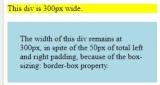 This div is 300px wide.
The width of this div remains at
300px, in spite of the 50px of total left
and right padding, because of the box-
sizing: border-box property.